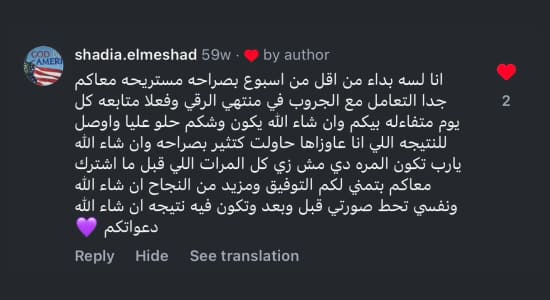 GOD
AMERI
shadia.elmeshad 59w · ❤️ by author
انا لسه بداء من اقل من اسبوع بصراحه مستريحه معاكم
جدا التعامل مع الجروب في منتهي الرقي وفعلا متابعه كل
يوم متفاءله بيكم وان شاء الله يكون وشكم حلو عليا واوصل
للنتيجه اللي انا عاوزاها حاولت كتثير بصراحه وان شاء الله
يارب تكون المره دي مش زي كل المرات اللي قبل ما اشترك
معاكم بتمني لكم التوفيق ومزيد من النجاح ان شاء الله
ونفسي تحط صورتي قبل وبعد وتكون فيه نتيجه ان شاء الله
دعواتكم 💜
2
Reply Hide See translation